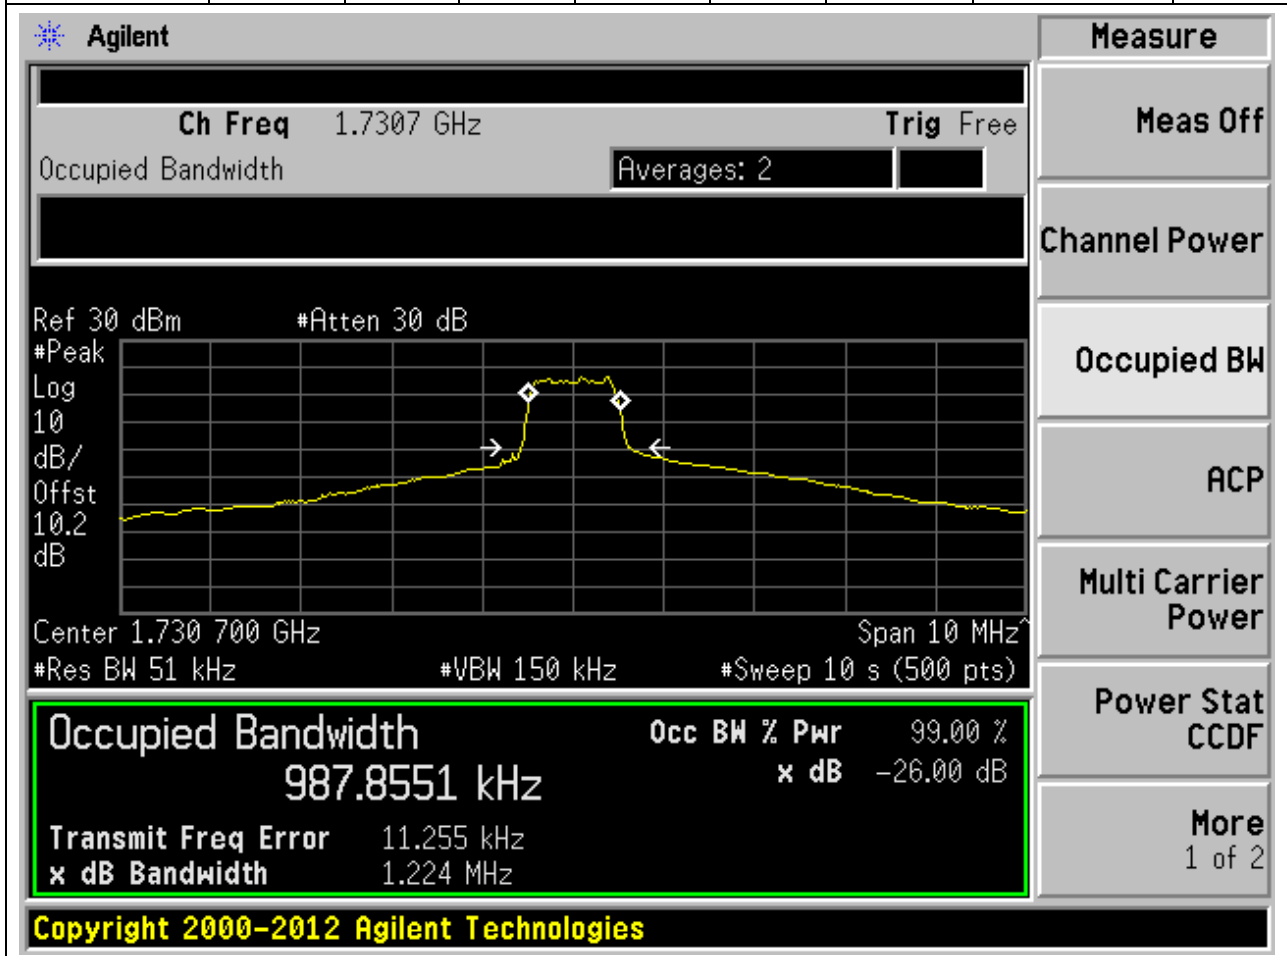 Agilent
Measure
Ch Freq 1.7307 GHz Trig Free
Meas Off
Occupied Bandwidth Averages: 2
Channel Power
Ref 30 dBm #Atten 30 dB
#Peak
Log
10
dB/
Offst
10.2
dB
Occupied BW
ACP
Multi Carrier
Power
Center 1.730 700 GHz Span 10 MHz^
#Res BW 51 kHz #VBW 150 kHz #Sweep 10 s (500 pts)
Power Stat
CCDF
Occupied Bandwidth Occ BW % Pwr 99.00 %
987.8551 kHz x dB -26.00 dB
Transmit Freq Error 11.255 kHz
x dB Bandwidth 1.224 MHz
More
1 of 2
Copyright 2000-2012 Agilent Technologies